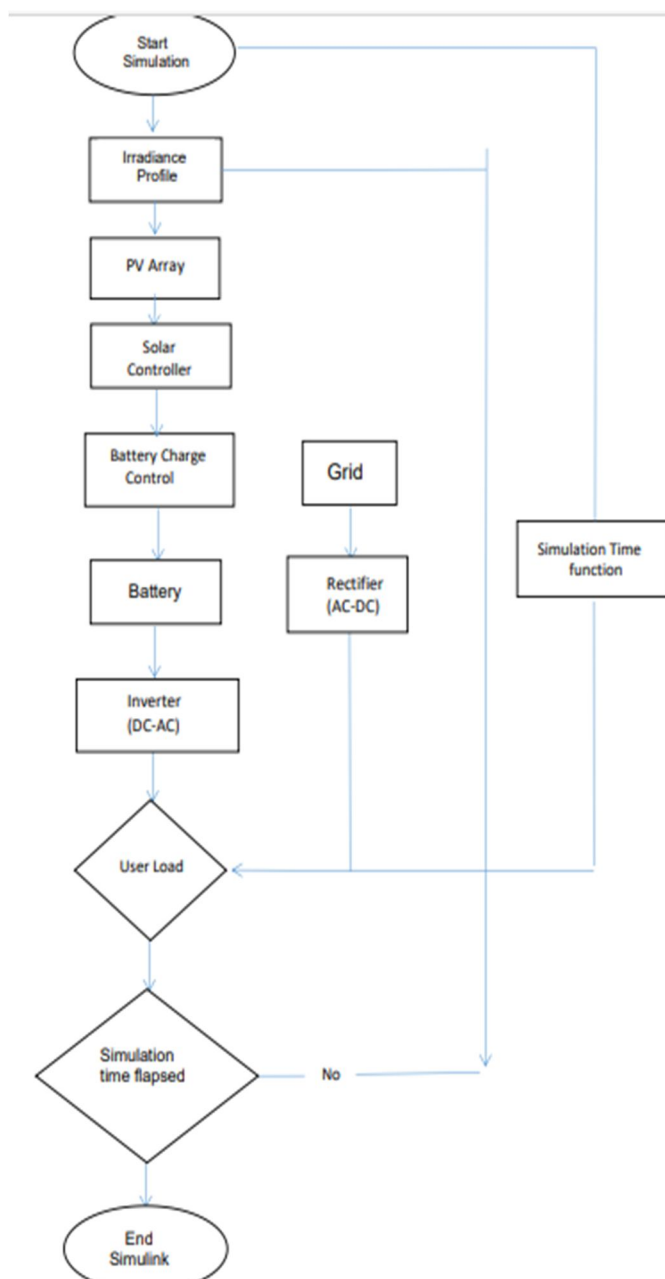 Start
Simulation
Irradiance
Profile
PV Array
Solar
Controller
Battery Charge
Control
Grid
Simulation Time
function
Battery
Rectifier
(AC-DC)
Inverter
(DC-AC)
User Load
Simulation
time flapsed
No
End
Simulink